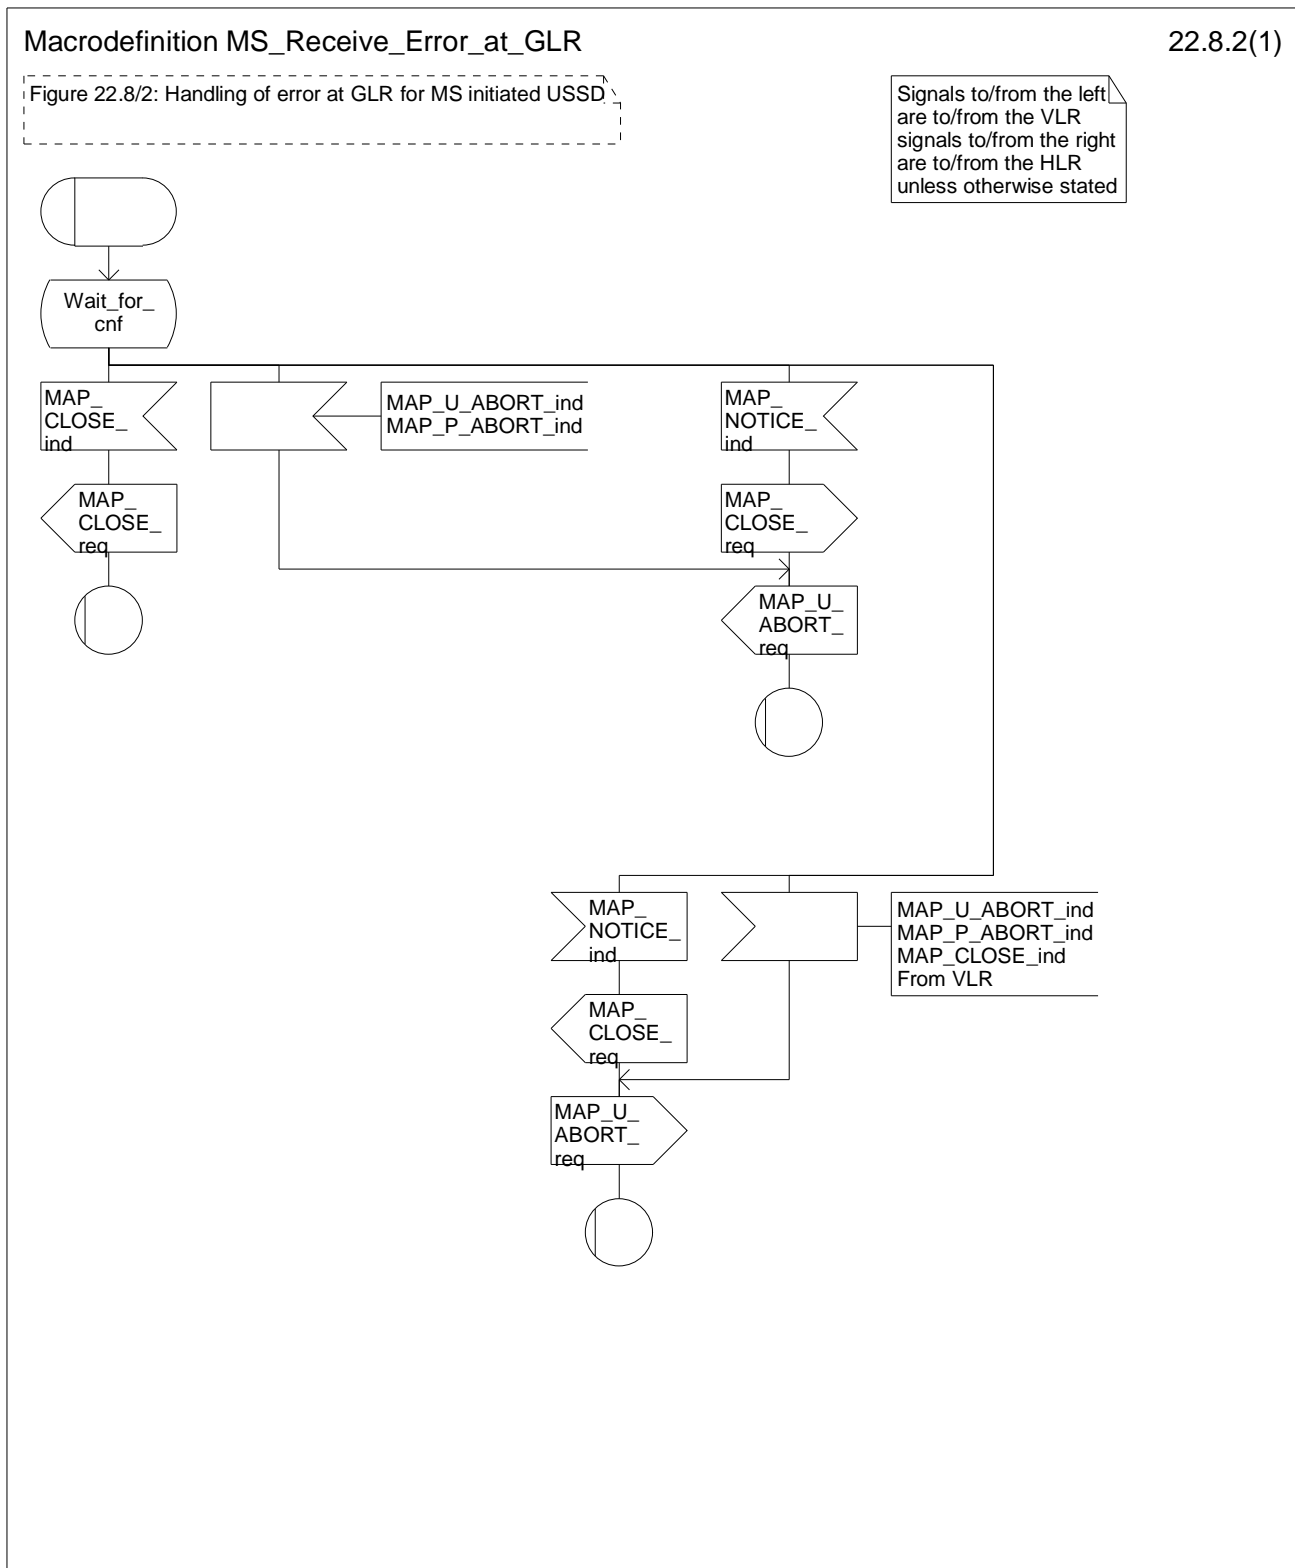 Macrodefinition MS_Receive_Error_at_GLR
22.8.2(1)
Figure 22.8/2: Handling of error at GLR for MS initiated USSD
Signals to/from the left
are to/from the VLR
signals to/from the right
are to/from the HLR
unless otherwise stated
Wait_for_
cnf
MAP_
CLOSE_
ind
MAP_U_ABORT_ind
MAP_P_ABORT_ind
MAP_
NOTICE_
ind
MAP_
CLOSE_
req
MAP_
CLOSE_
req
MAP_U_
ABORT_
req
MAP_
NOTICE_
ind
MAP_U_ABORT_ind
MAP_P_ABORT_ind
MAP_CLOSE_ind
From VLR
MAP_
CLOSE_
req
MAP_U_
ABORT_
req